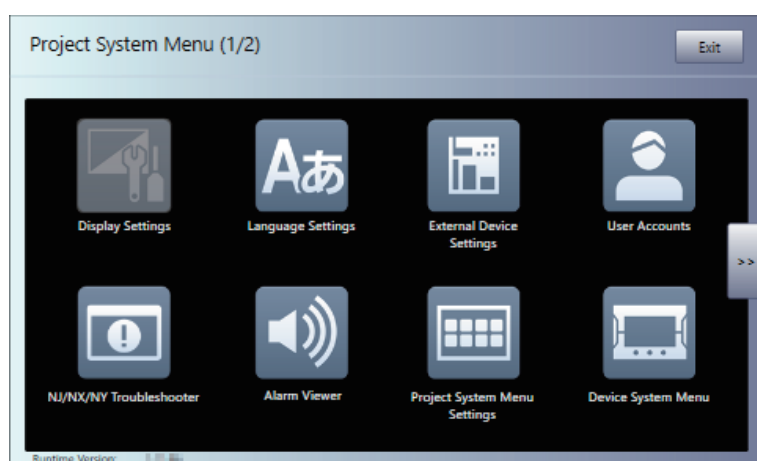 Project System Menu (1/2)
Exit
Aあ
Display Settings
Language Settings
External Device
Settings
User Accounts
>>
NJ/NX/NY Troubleshooter
Alarm Viewer
Project System Menu
Settings
Device System Menu
Runtime Version: